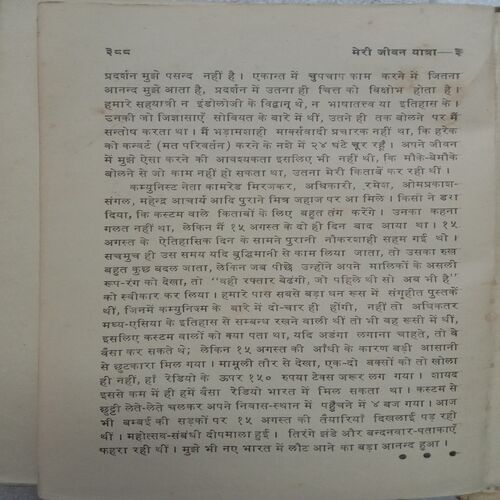 ३८८ मेरी जीवन यात्रा—३
प्रदर्शन मुझे पसन्द नहीं है। एकान्त में चुपचाप काम करने में जितना
आनन्द मुझे आता है, प्रदर्शन में उतना ही चित्त को विक्षोभ होता है।
हमारे सहयात्री न इंडोलोजी के विद्वान् थे, न भाषातत्त्व या इतिहास के।
उनकी जो जिज्ञासाएँ सोवियत के बारे में थीं, उतने ही तक बोलने पर मैं
सन्तोष करता था। मैं भड़ामशाही मार्क्सवादी प्रचारक नहीं था, कि हरेक
को कन्वर्ट (मत परिवर्तन) करने के नशे में २४ घंटे चूर रहूँ। अपने जीवन
में मुझे ऐसा करने की आवश्यकता इसलिए भी नहीं थी, कि मौके-बेमौके
बोलने से जो काम नहीं हो सकता था, उतना मेरी किताबें कर रही थीं।
कम्युनिस्ट नेता कामरेड मिरजकर, अधिकारी, रमेश, ओमप्रकाश-
संगल, महेन्द्र आचार्य आदि पुराने मित्र जहाज पर आ मिले। किसी ने डरा
दिया, कि कस्टम वाले किताबों के लिए बहुत तंग करेंगे। उनका कहना
गलत नहीं था, लेकिन मैं १५ अगस्त के दो ही दिन बाद आया था। १५
अगस्त के ऐतिहासिक दिन के सामने पुरानी नौकरशाही सहम गई थी।
सचमुच ही उस समय यदि बुद्धिमानी से काम लिया जाता, तो उसका रुख
बहुत कुछ बदल जाता, लेकिन जब पीछे उन्होंने अपने मालिकों के असली
रूप-रंग को देखा, तो "वही रफ्तार बेढंगी, जो पहिले थी सो अब भी है"
को स्वीकार कर लिया। हमारे पास सबसे बड़ा धन रूस में संगृहीत पुस्तकें
थीं, जिनमें कम्युनिज्म के बारे में दो-चार ही होंगी, नहीं तो अधिकतर
मध्य-एसिया के इतिहास से सम्बन्ध रखने वाली थीं तो भी वह रूसी में थीं,
इसलिए कस्टम वालों को क्या पता था, यदि अडंगा लगाना चाहते, तो वे
वैसा कर सकते थे; लेकिन १५ अगस्त की आँधी के कारण बड़ी आसानी
से छुटकारा मिल गया। मामूली तौर से देखा, एक-दो बक्सों को तो खोला
ही नहीं, हाँ रेडियो के ऊपर १५० रुपया टेक्स जरूर लग गया। शायद
इससे कम में ही हमें वैसा रेडियो भारत में मिल सकता था। कस्टम से
छुट्टी लेते-लेते चलकर अपने निवास-स्थान में पहुँचने में ४ बज गया। आज
भी बम्बई की सड़कों पर १५ अगस्त की तैयारियाँ दिखलाई पड़ रही
थीं। महोत्सव-संबंधी दीपमाला हुई। तिरंगे झंडे और बन्दनवार-पताकाएँ
फहरा रही थीं। मुझे भी नए भारत में लौट आने का बड़ा आनन्द हुआ।
● ● ●